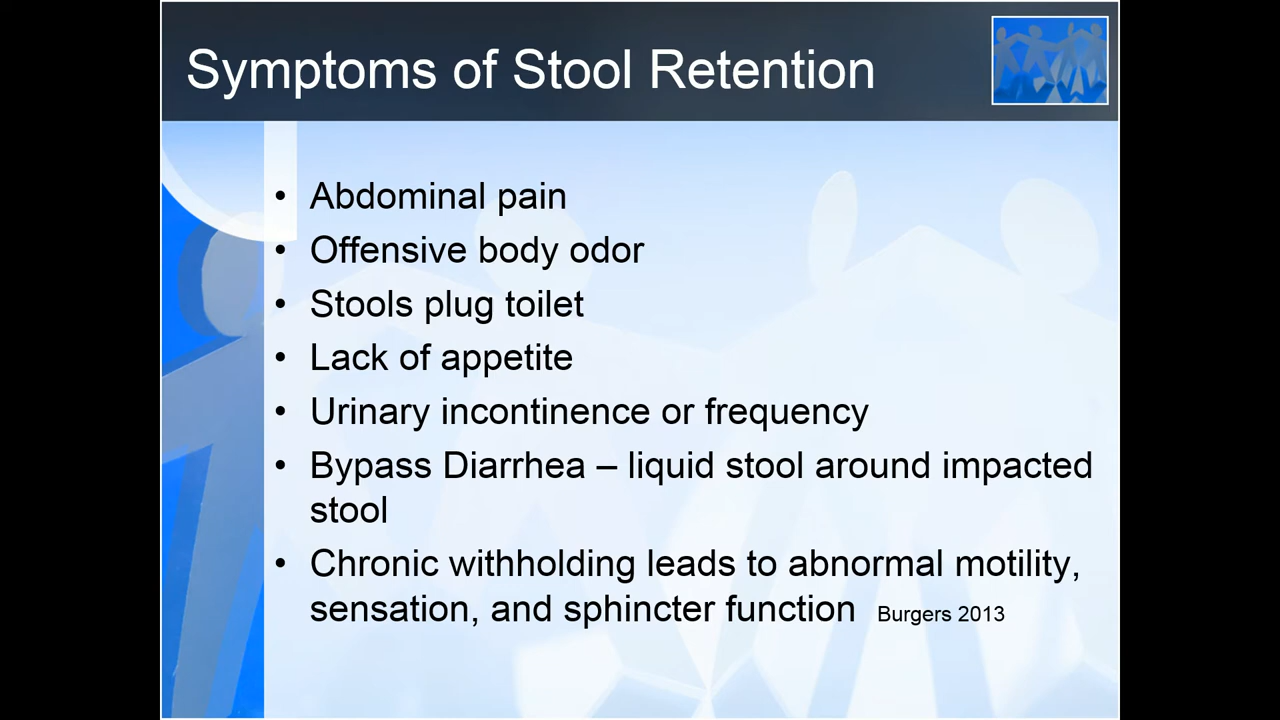 Symptoms of Stool Retention
• Abdominal pain
• Offensive body odor
• Stools plug toilet
• Lack of appetite
• Urinary incontinence or frequency
• Bypass Diarrhea – liquid stool around impacted
stool
• Chronic withholding leads to abnormal motility,
sensation, and sphincter function Burgers 2013